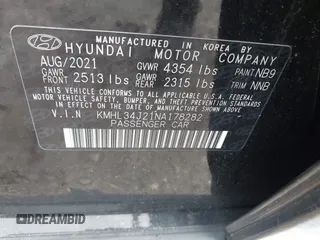 MANUFACTURED IN KOREA BY
HYUNDAI MOTOR COMPANY
AUG/2021 GVWR 4354 lbs PAINT NB9
GAWR FRONT 2513 lbs GAWR REAR 2315 lbs TRIM NNB
THIS VEHICLE CONFORMS TO ALL APPLICABLE FEDERAL
MOTOR VEHICLE SAFETY, BUMPER, AND THEFT PREVENTION
STANDARDS IN EFFECT ON THE DATE OF MANUFACTURE SHOWN ABOVE.
V.I.N KMHL34J21NA178282
PASSENGER CAR
DREAMBID